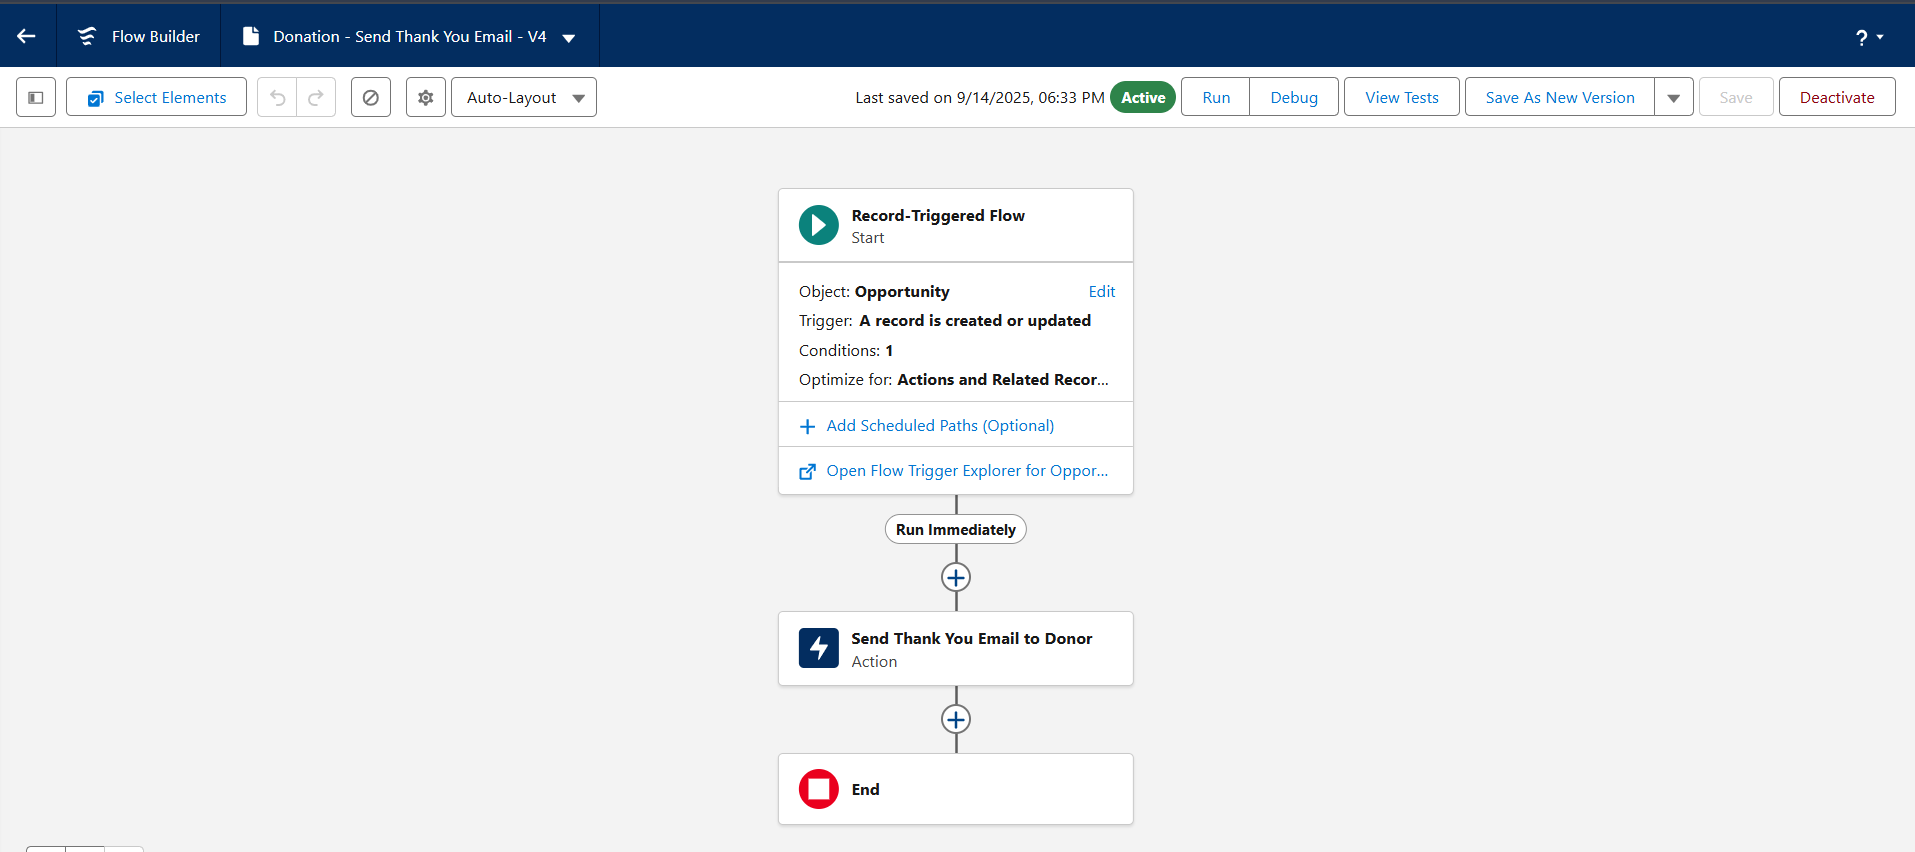 Flow Builder
Donation - Send Thank You Email - V4
?
Select Elements
Auto-Layout
Last saved on 9/14/2025, 06:33 PM
Active
Run
Debug
View Tests
Save As New Version
Save
Deactivate
Record-Triggered Flow
Start
Object: Opportunity
Edit
Trigger: A record is created or updated
Conditions: 1
Optimize for: Actions and Related Recor...
Add Scheduled Paths (Optional)
Open Flow Trigger Explorer for Oppor...
Run Immediately
Send Thank You Email to Donor
Action
End